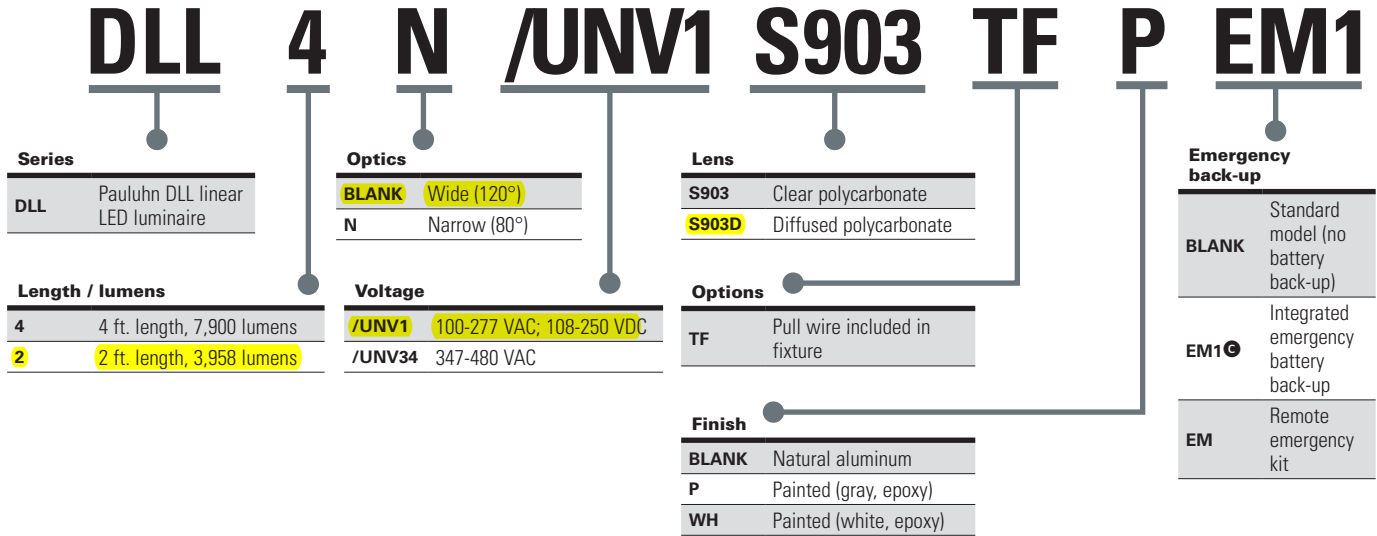 DLL 4 N /UNV1 S903 TF P EM1
Series
DLL Pauluhn DLL linear
LED luminaire
Length / lumens
4 4 ft. length, 7,900 lumens
2 2 ft. length, 3,958 lumens
Optics
BLANK Wide (120°)
N Narrow (80°)
Voltage
/UNV1 100-277 VAC; 108-250 VDC
/UNV34 347-480 VAC
Lens
S903 Clear polycarbonate
S903D Diffused polycarbonate
Options
TF Pull wire included in
fixture
Finish
BLANK Natural aluminum
P Painted (gray, epoxy)
WH Painted (white, epoxy)
Emergency
back-up
BLANK Standard
model (no
battery
back-up)
EM1 G Integrated
emergency
battery
back-up
EM Remote
emergency
kit